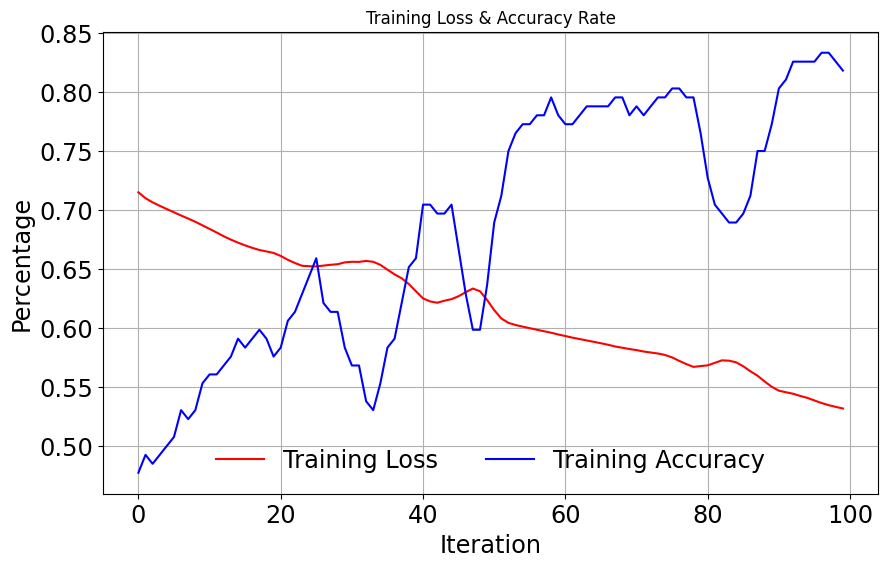 Training Loss & Accuracy Rate
0.85
0.80
0.75
0.70
0.65
0.60
0.55
0.50
Percentage
Training Loss
Training Accuracy
0 20 40 60 80 100
Iteration